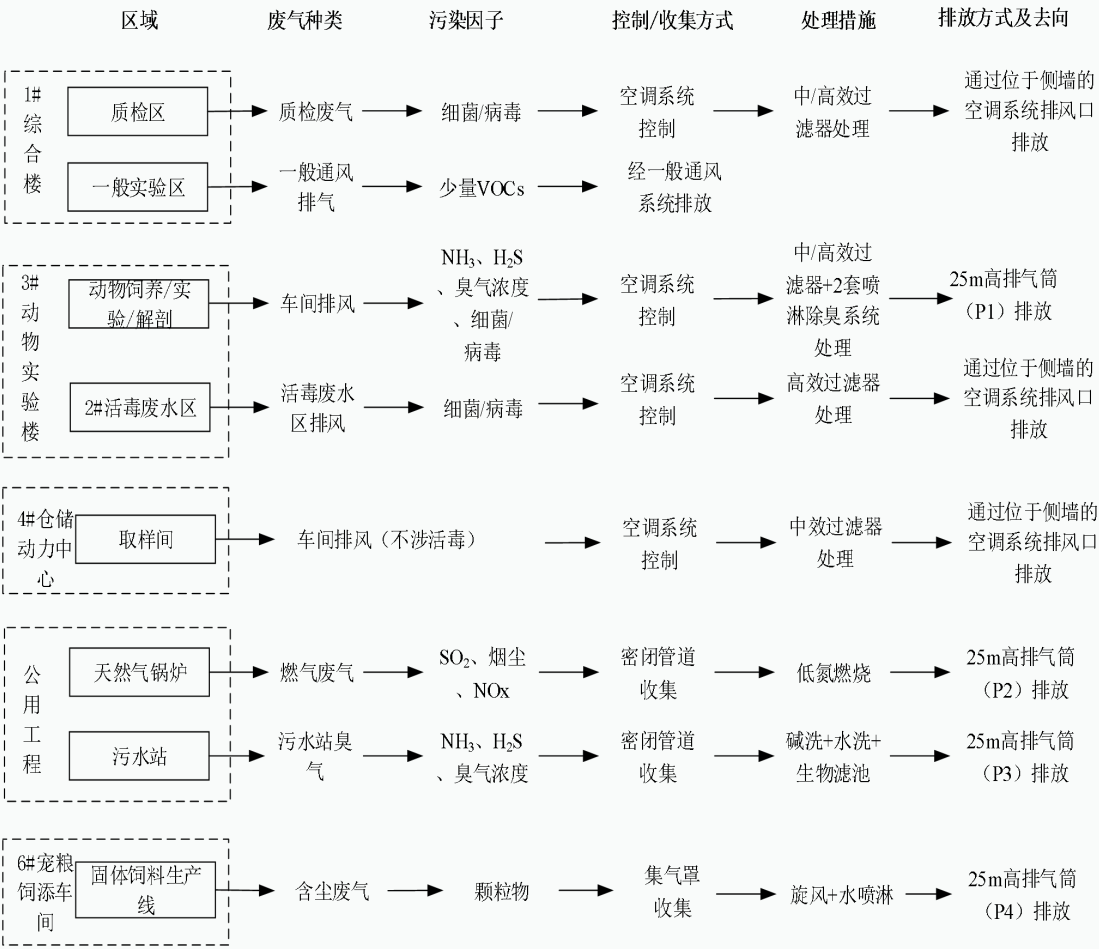 区域 废气种类 污染因子 控制/收集方式 处理措施 排放方式及去向
1#
综
合
楼
质检区
质检废气
细菌/病毒
空调系统
控制
中/高效过
滤器处理
通过位于侧墙的
空调系统排风口
排放
一般实验区
一般通风
排气
少量VOCs
经一般通风
系统排放
3#
动
物
实
验
楼
动物饲养/实
验/解剖
车间排风
NH3、H2S
、臭气浓度
、细菌/
病毒
空调系统
控制
中/高效过
滤器+2套喷
淋除臭系统
处理
25m高排气筒
（P1）排放
2#活毒废水区
活毒废水
区排风
细菌/病毒
空调系统
控制
高效过滤器
处理
通过位于侧墙的
空调系统排风口
排放
4#仓储
动力中
心
取样间
车间排风（不涉活毒）
空调系统
控制
中效过滤器
处理
通过位于侧墙的
空调系统排风口
排放
公
用
工
程
天然气锅炉
燃气废气
SO2、烟尘
、NOx
密闭管道
收集
低氮燃烧
25m高排气筒
（P2）排放
污水站
污水站臭
气
NH3、H2S
、臭气浓度
密闭管道
收集
碱洗+水洗+
生物滤池
25m高排气筒
（P3）排放
6#宠粮
饲添车
间
固体饲料生产
线
含尘废气
颗粒物
集气罩
收集
旋风+水喷淋
25m高排气筒
（P4）排放